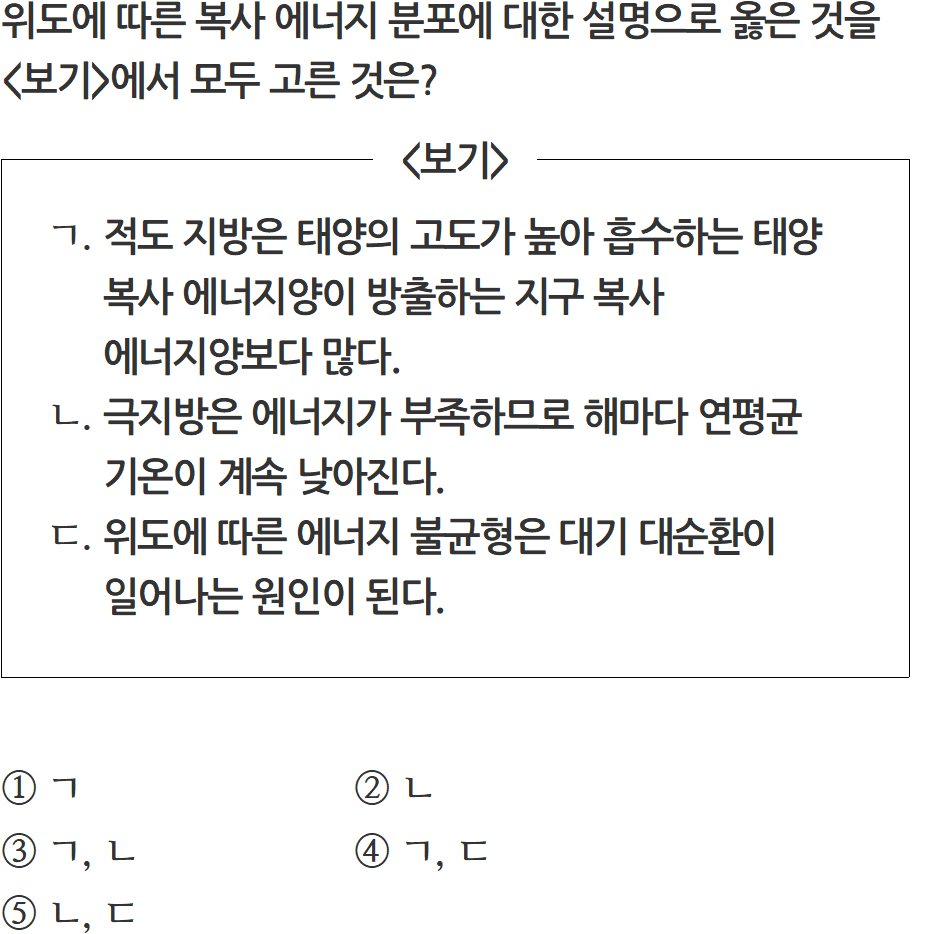 위도에 따른 복사 에너지 분포에 대한 설명으로 옳은 것을
<보기>에서 모두 고른 것은?
<보기>
ㄱ. 적도 지방은 태양의 고도가 높아 흡수하는 태양
복사 에너지양이 방출하는 지구 복사
에너지양보다 많다.
ㄴ. 극지방은 에너지가 부족하므로 해마다 연평균
기온이 계속 낮아진다.
ㄷ. 위도에 따른 에너지 불균형은 대기 대순환이
일어나는 원인이 된다.
① ㄱ ② ㄴ
③ ㄱ, ㄴ ④ ㄱ, ㄷ
⑤ ㄴ, ㄷ